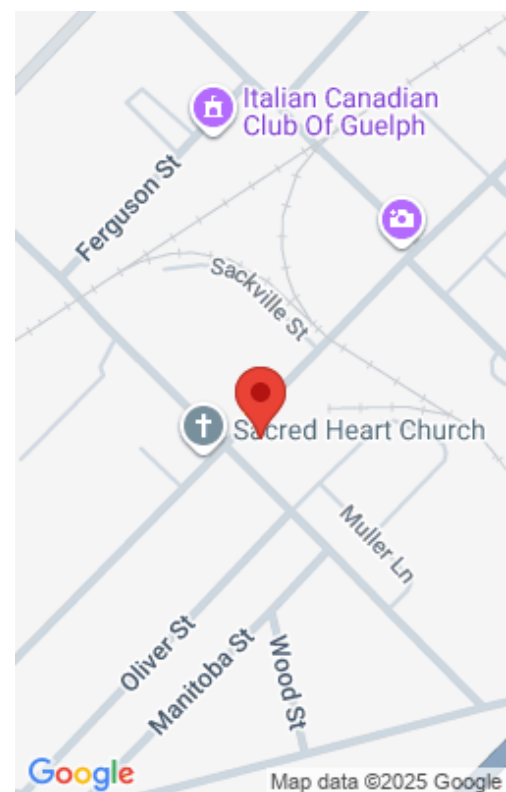 Italian Canadian
Club Of Guelph
Ferguson St
Sackville St
Sacred Heart Church
Muller Ln
Oliver St
Manitoba St
Wood St
Google
Map data ©2025 Google